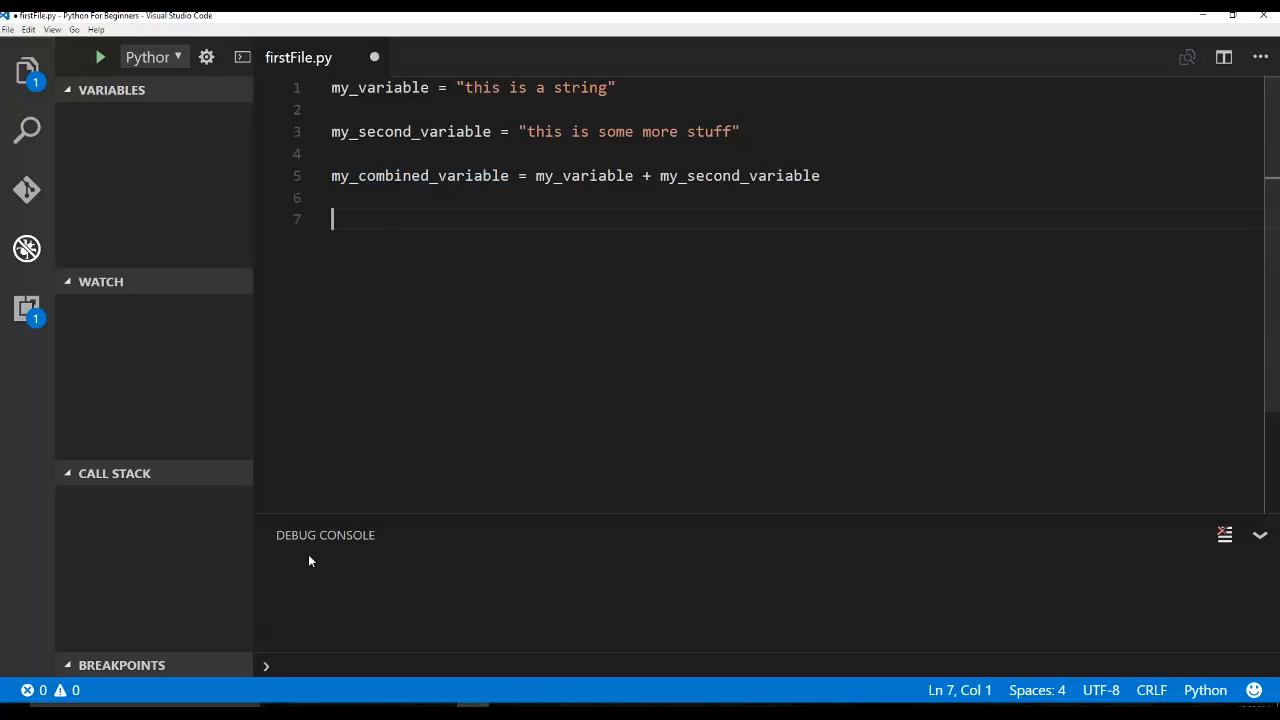 firstFile.py - Python For Beginners - Visual Studio Code
File Edit View Go Help
Python
firstFile.py
1
1
VARIABLES
WATCH
CALL STACK
BREAKPOINTS
1 my_variable = "this is a string"
2
3 my_second_variable = "this is some more stuff"
4
5 my_combined_variable = my_variable + my_second_variable
6
7
DEBUG CONSOLE
0 0
Ln 7, Col 1 Spaces: 4 UTF-8 CRLF Python